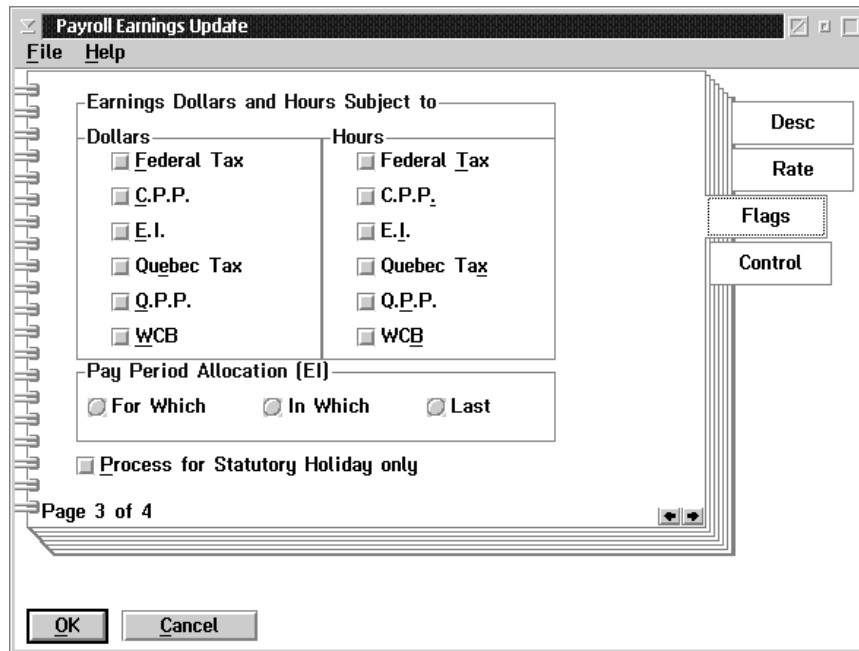 Payroll Earnings Update
File Help
Earnings Dollars and Hours Subject to
Dollars
Federal Tax
C.P.P.
E.I.
Quebec Tax
Q.P.P.
WCB
Hours
Federal Tax
C.P.P.
E.I.
Quebec Tax
Q.P.P.
WCB
Pay Period Allocation (EI)
For Which In Which Last
Process for Statutory Holiday only
Page 3 of 4
Desc
Rate
Flags
Control
OK Cancel